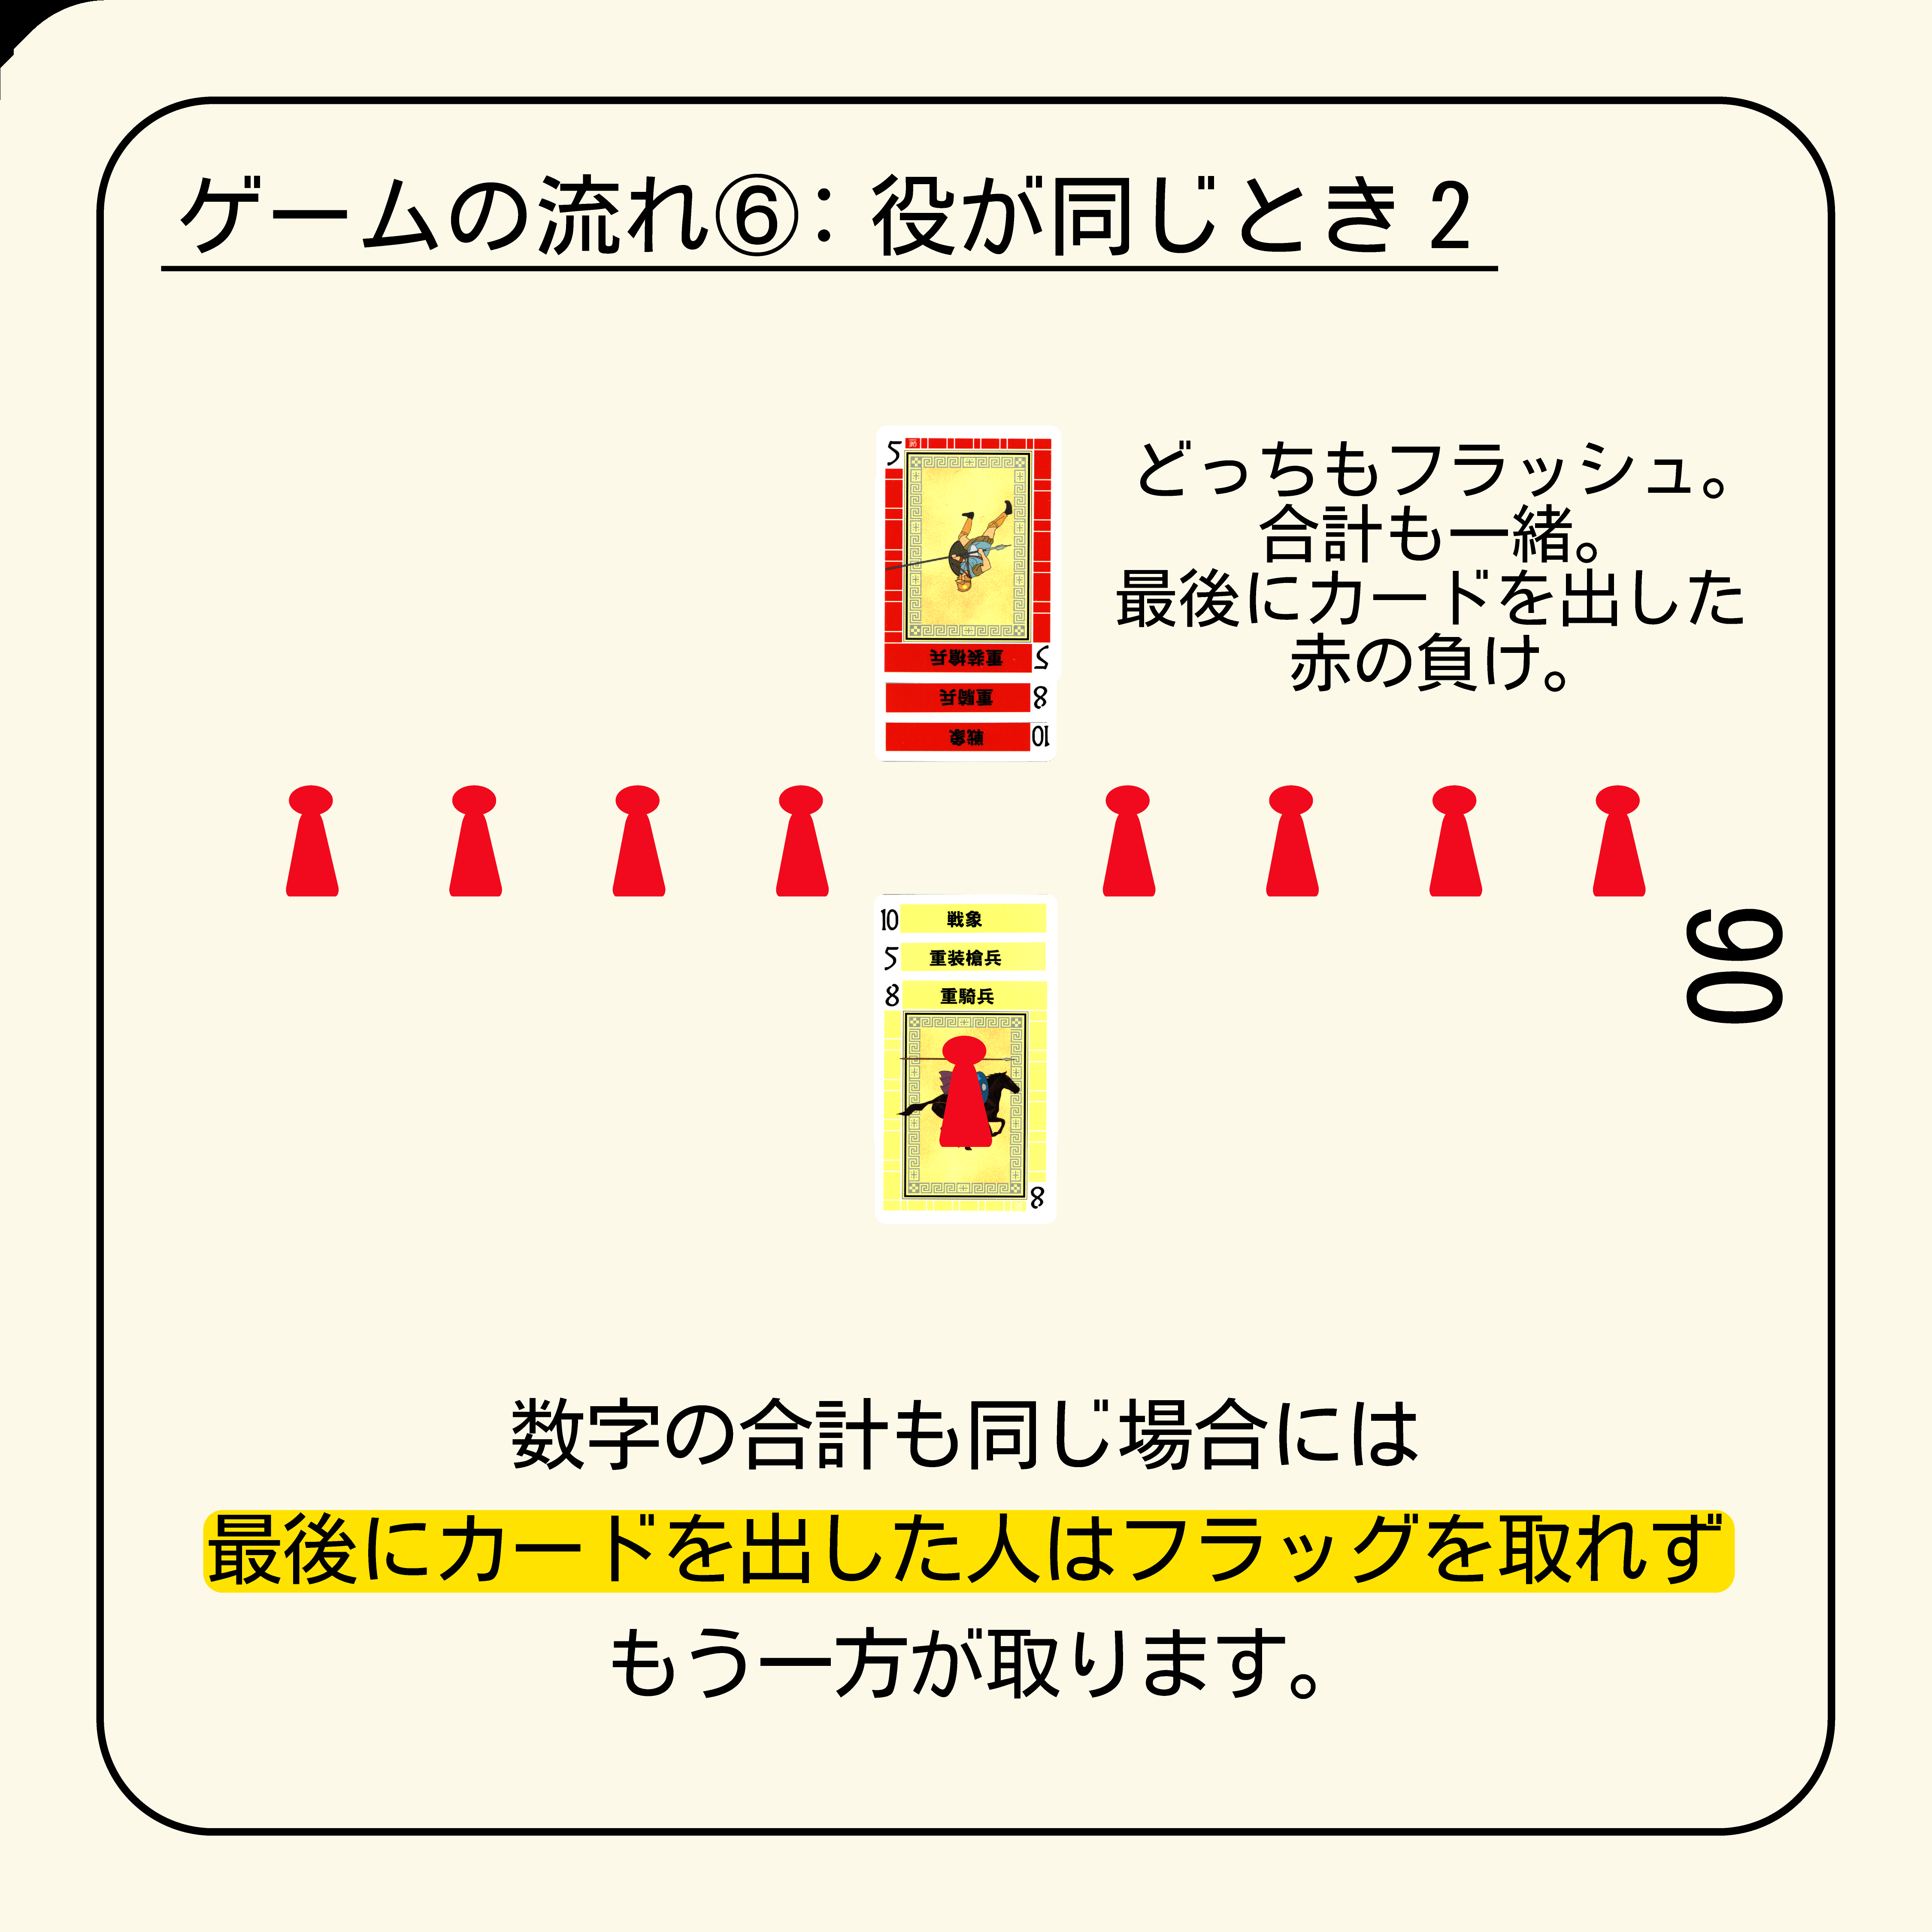 ゲームの流れ⑥：役が同じとき2
どっちもフラッシュ。
合計も一緒。
最後にカードを出した
赤の負け。
5
重装槍兵 5
重騎兵 8
戦象 10
10 戦象
5 重装槍兵
8 重騎兵
8
06
数字の合計も同じ場合には
最後にカードを出した人はフラッグを取れず
もう一方が取ります。